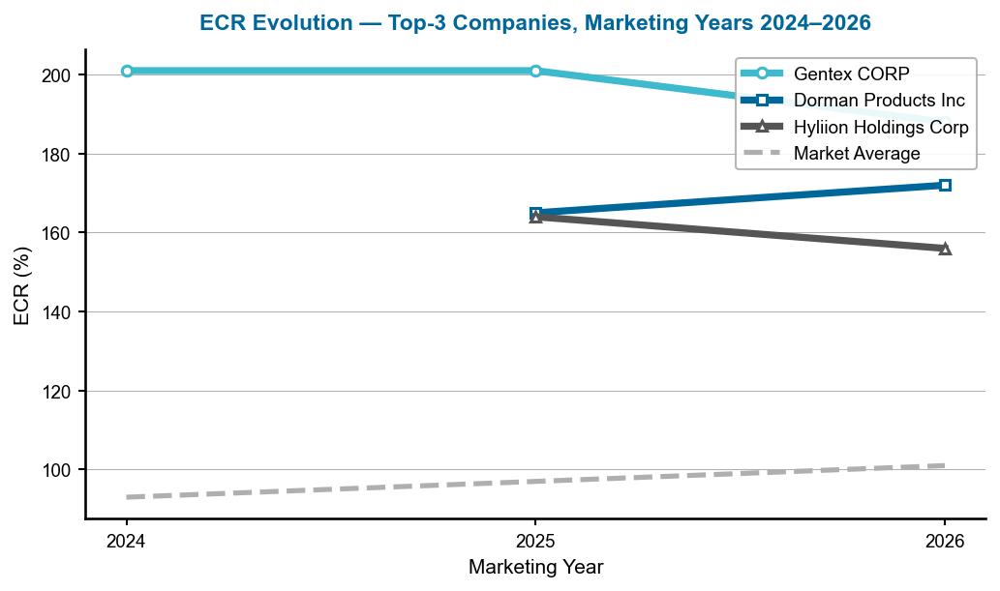 ECR Evolution — Top-3 Companies, Marketing Years 2024–2026
Gentex CORP
Dorman Products Inc
Hyliion Holdings Corp
Market Average
ECR (%)
200
180
160
140
120
100
2024
2025
2026
Marketing Year